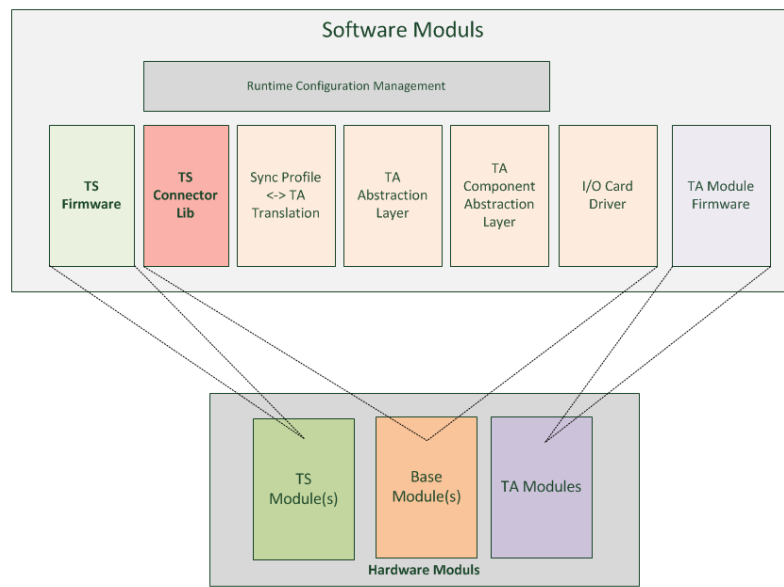 Software Moduls
Runtime Configuration Management
TS
Firmware
TS
Connector
Lib
Sync Profile
<-> TA
Translation
TA
Abstraction
Layer
TA
Component
Abstraction
Layer
I/O Card
Driver
TA Module
Firmware
TS
Module(s)
Base
Module(s)
TA Modules
Hardware Moduls